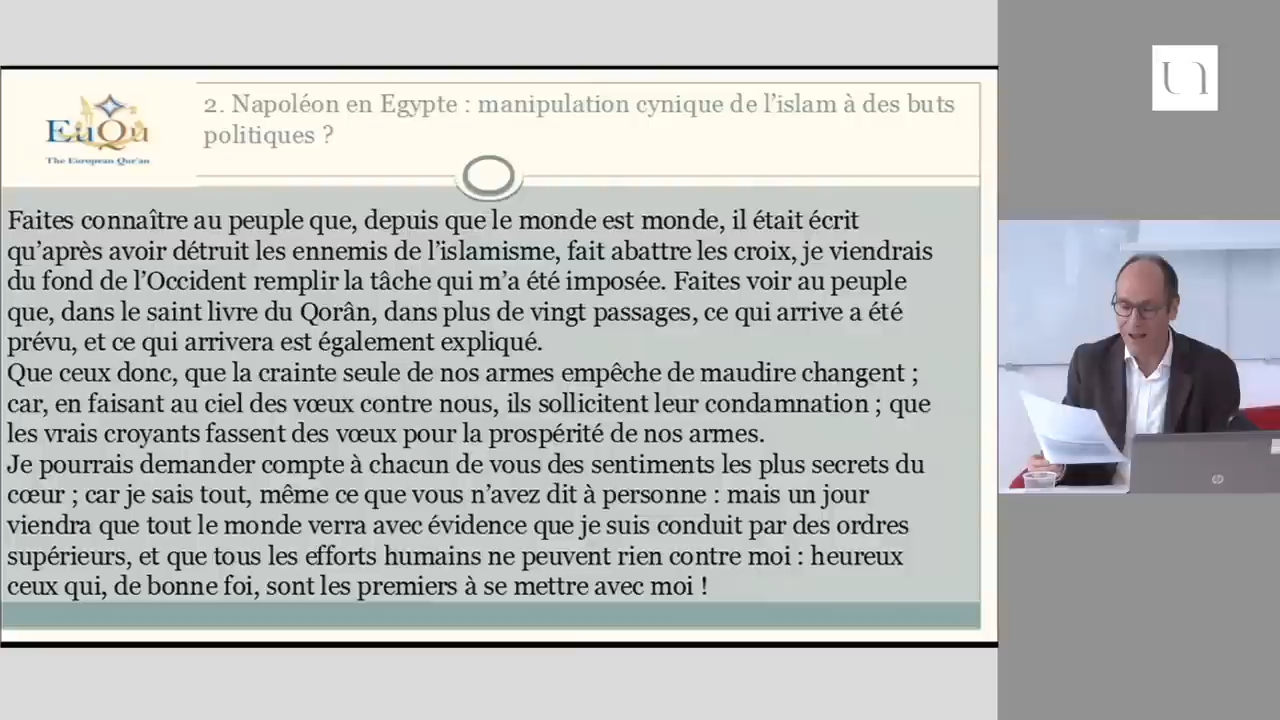 EuQu
The European Qur'an
2. Napoléon en Egypte : manipulation cynique de l'islam à des buts
politiques ?
Faites connaître au peuple que, depuis que le monde est monde, il était écrit
qu'après avoir détruit les ennemis de l'islamisme, fait abattre les croix, je viendrais
du fond de l'Occident remplir la tâche qui m'a été imposée. Faites voir au peuple
que, dans le saint livre du Qorân, dans plus de vingt passages, ce qui arrive a été
prévu, et ce qui arrivera est également expliqué.
Que ceux donc, que la crainte seule de nos armes empêche de maudire changent ;
car, en faisant au ciel des vœux contre nous, ils sollicitent leur condamnation ; que
les vrais croyants fassent des vœux pour la prospérité de nos armes.
Je pourrais demander compte à chacun de vous des sentiments les plus secrets du
cœur ; car je sais tout, même ce que vous n'avez dit à personne : mais un jour
viendra que tout le monde verra avec évidence que je suis conduit par des ordres
supérieurs, et que tous les efforts humains ne peuvent rien contre moi : heureux
ceux qui, de bonne foi, sont les premiers à se mettre avec moi !
hp